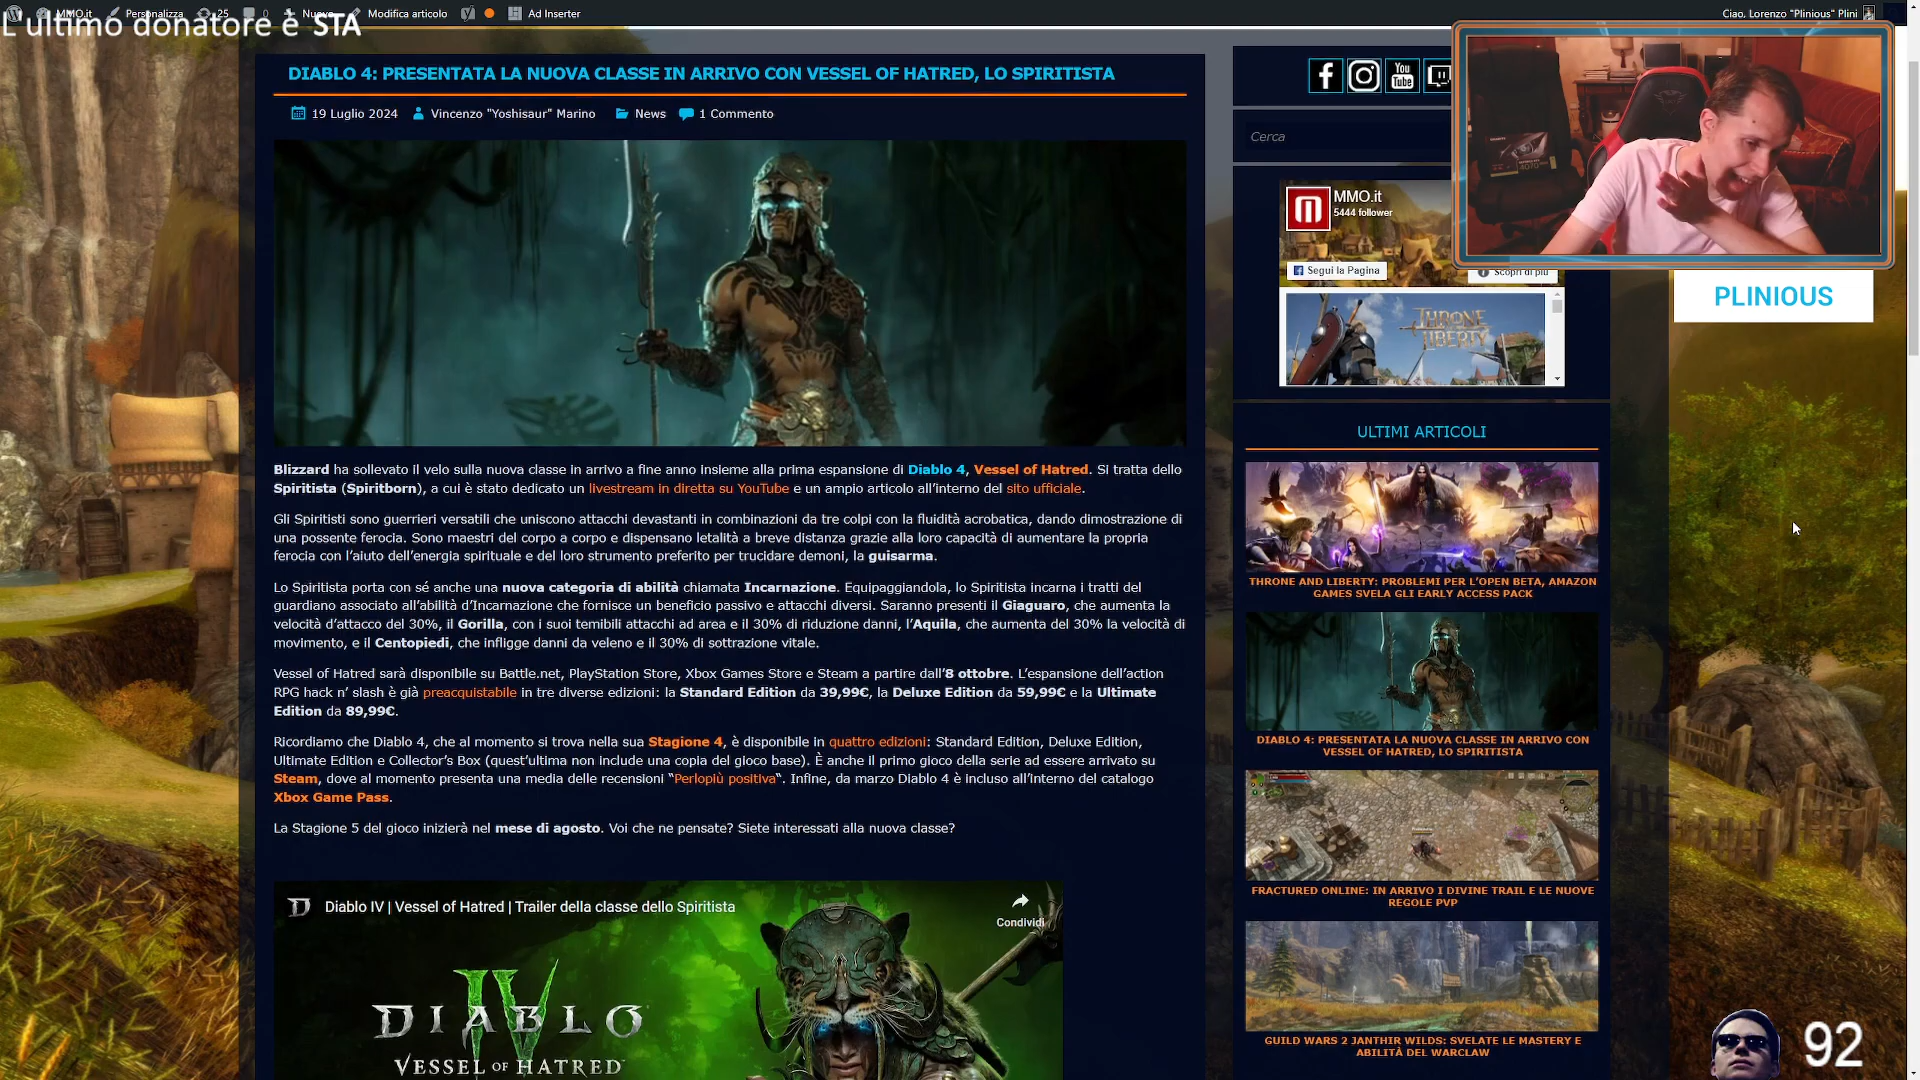 MMO.it Personalizza 25 0 Nuovo Modifica articolo Ad Inserter
Ciao, Lorenzo "Plinious" Plini
L'ultimo donatore è STA
DIABLO 4: PRESENTATA LA NUOVA CLASSE IN ARRIVO CON VESSEL OF HATRED, LO SPIRITISTA
19 Luglio 2024 Vincenzo "Yoshisaur" Marino News 1 Commento
Blizzard ha sollevato il velo sulla nuova classe in arrivo a fine anno insieme alla prima espansione di Diablo 4, Vessel of Hatred. Si tratta dello
Spiritista (Spiritborn), a cui è stato dedicato un livestream in diretta su YouTube e un ampio articolo all'interno del sito ufficiale.
Gli Spiritisti sono guerrieri versatili che uniscono attacchi devastanti in combinazioni da tre colpi con la fluidità acrobatica, dando dimostrazione di
una possente ferocia. Sono maestri del corpo a corpo e dispensano letalità a breve distanza grazie alla loro capacità di aumentare la propria
ferocia con l'aiuto dell'energia spirituale e del loro strumento preferito per trucidare demoni, la guisarma.
Lo Spiritista porta con sé anche una nuova categoria di abilità chiamata Incarnazione. Equipaggiandola, lo Spiritista incarna i tratti del
guardiano associato all'abilità d'Incarnazione che fornisce un beneficio passivo e attacchi diversi. Saranno presenti il Giaguaro, che aumenta la
velocità d'attacco del 30%, il Gorilla, con i suoi temibili attacchi ad area e il 30% di riduzione danni, l'Aquila, che aumenta del 30% la velocità di
movimento, e il Centopiedi, che infligge danni da veleno e il 30% di sottrazione vitale.
Vessel of Hatred sarà disponibile su Battle.net, PlayStation Store, Xbox Games Store e Steam a partire dall'8 ottobre. L'espansione dell'action
RPG hack n' slash è già preacquistabile in tre diverse edizioni: la Standard Edition da 39,99€, la Deluxe Edition da 59,99€ e la Ultimate
Edition da 89,99€.
Ricordiamo che Diablo 4, che al momento si trova nella sua Stagione 4, è disponibile in quattro edizioni: Standard Edition, Deluxe Edition,
Ultimate Edition e Collector's Box (quest'ultima non include una copia del gioco base). È anche il primo gioco della serie ad essere arrivato su
Steam, dove al momento presenta una media delle recensioni "Perlopiù positiva". Infine, da marzo Diablo 4 è incluso all'interno del catalogo
Xbox Game Pass.
La Stagione 5 del gioco inizierà nel mese di agosto. Voi che ne pensate? Siete interessati alla nuova classe?
Diablo IV | Vessel of Hatred | Trailer della classe dello Spiritista
Condividi
DIABLO IV
VESSEL OF HATRED
You
Tube
Cerca
MMO.it
5444 follower
Segui la Pagina
Scopri di più
THRONE AND
LIBERTY
PLINIOUS
ULTIMI ARTICOLI
THRONE AND LIBERTY: PROBLEMI PER L'OPEN BETA, AMAZON
GAMES SVELA GLI EARLY ACCESS PACK
DIABLO 4: PRESENTATA LA NUOVA CLASSE IN ARRIVO CON
VESSEL OF HATRED, LO SPIRITISTA
FRACTURED ONLINE: IN ARRIVO I DIVINE TRAIL E LE NUOVE
REGOLE PVP
GUILD WARS 2 JANTHIR WILDS: SVELATE LE MASTERY E
ABILITÀ DEL WARCLAW
92